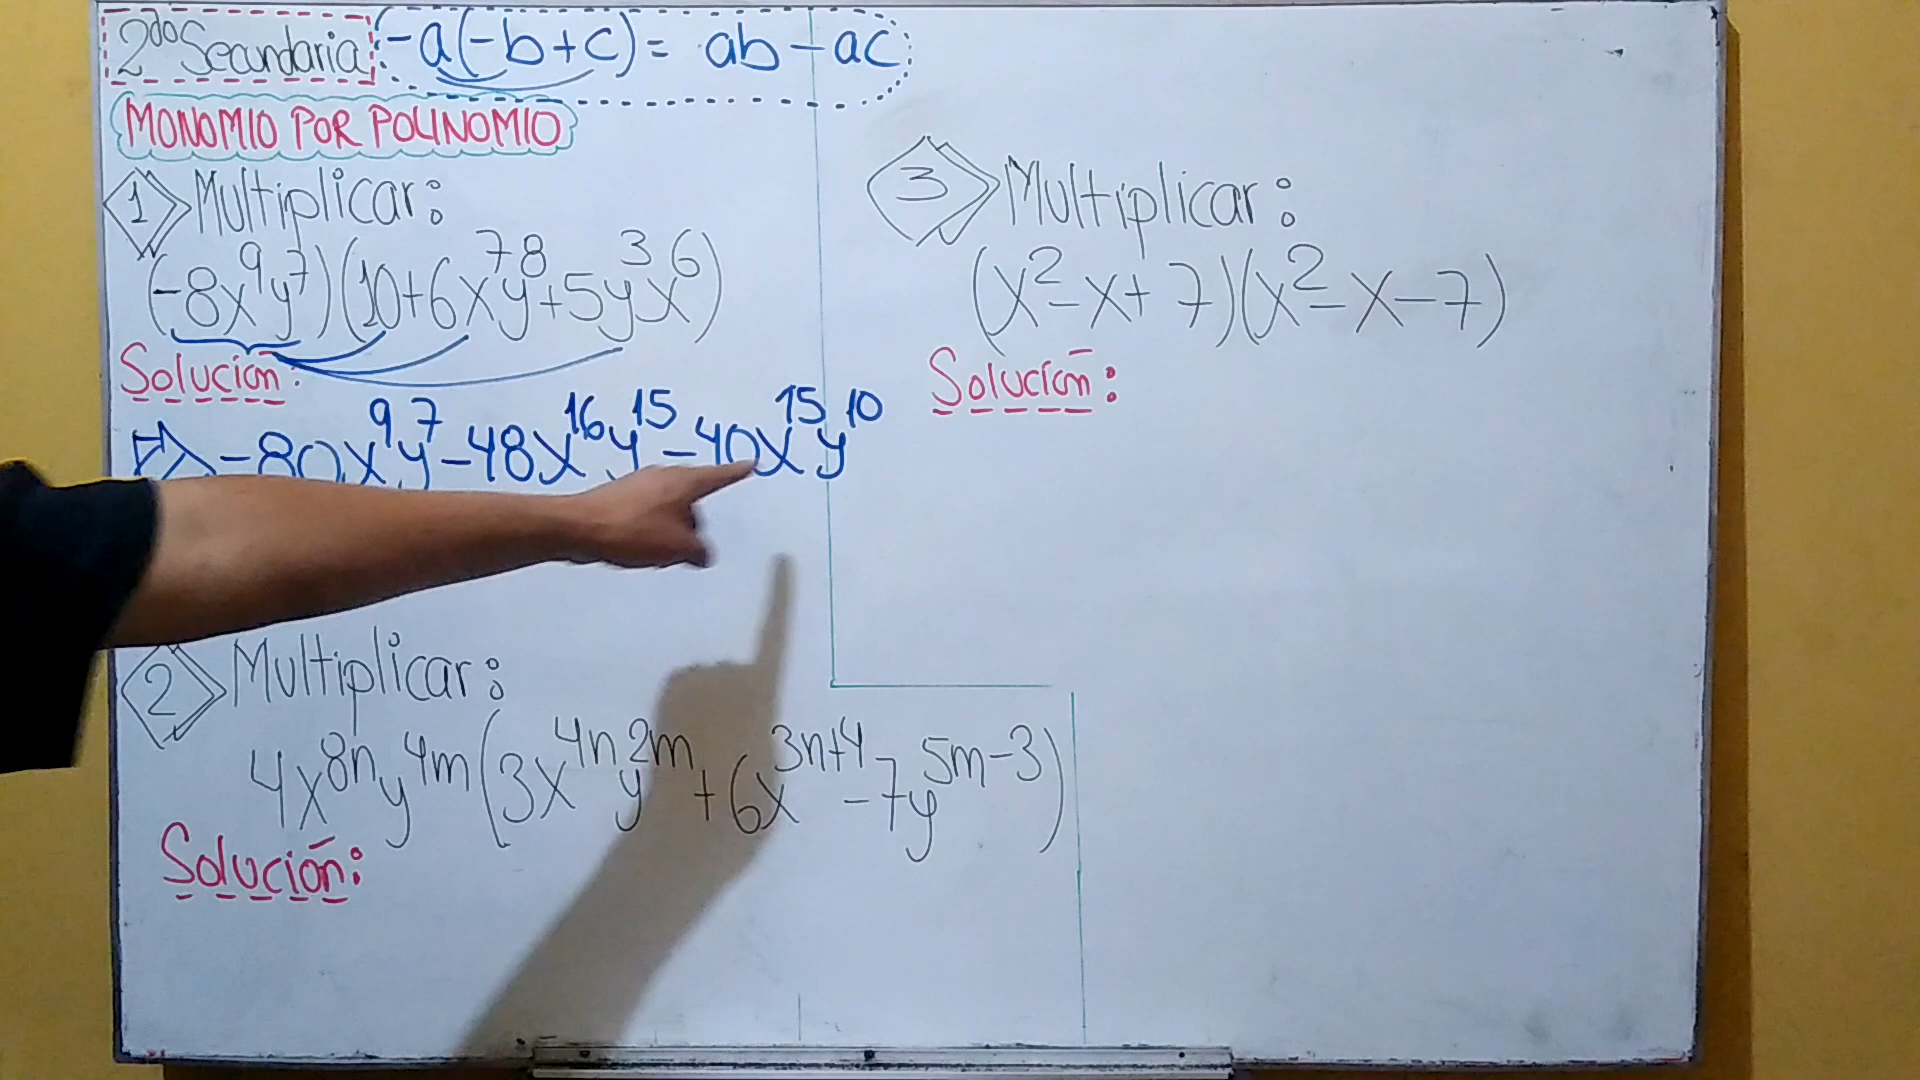 2do Secundaria: -a(-b+c) = ab - ac
MONOMIO POR POLINOMIO
1 Multiplicar:
(-8x⁹y⁷)(10+6x⁷y⁸+5y³x⁶)
Solución:
⇒ -80x⁹y⁷-48x¹⁶y¹⁵-40x¹⁵y¹⁰
2 Multiplicar:
4x⁸ⁿy⁴ᵐ(3x⁴ⁿy²ᵐ+6x³ⁿ⁺⁴-7y⁵ᵐ⁻³)
Solución:
3 Multiplicar:
(x²-x+7)(x²-x-7)
Solución: